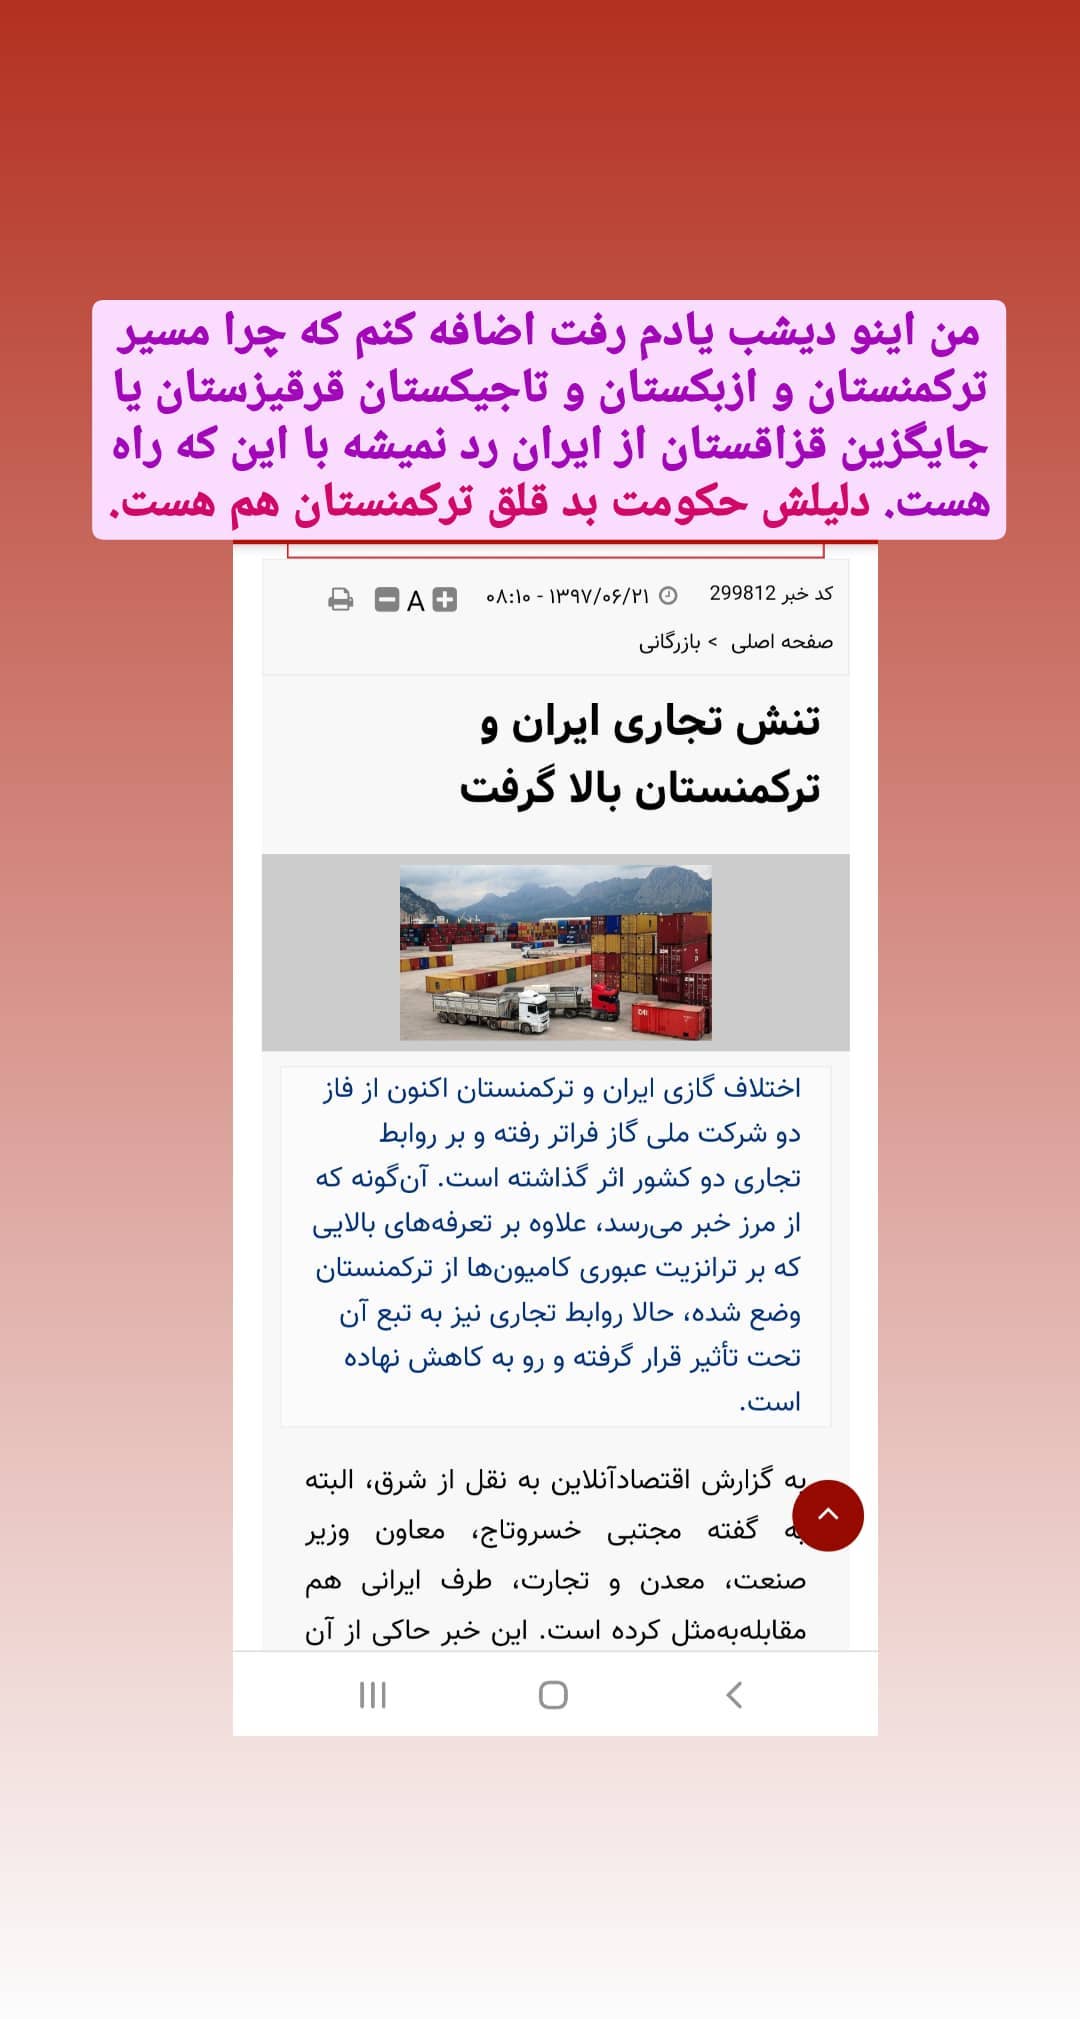 من اینو دیشب یادم رفت اضافه کنم که چرا مسیر
ترکمنستان و ازبکستان و تاجیکستان قرقیزستان یا
جایگزین قزاقستان از ایران رد نمیشه با این که راه
هست. دلیلش حکومت بد قلق ترکمنستان هم هست.
کد خبر 299812 ۱۳۹۷/۰۶/۲۱ - ۰۸:۱۰ A
صفحه اصلی > بازرگانی
تنش تجاری ایران و
ترکمنستان بالا گرفت
اختلاف گازی ایران و ترکمنستان اکنون از فاز
دو شرکت ملی گاز فراتر رفته و بر روابط
تجاری دو کشور اثر گذاشته است. آن‌گونه که
از مرز خبر می‌رسد، علاوه بر تعرفه‌های بالایی
که بر ترانزیت عبوری کامیون‌ها از ترکمنستان
وضع شده، حالا روابط تجاری نیز به تبع آن
تحت تأثیر قرار گرفته و رو به کاهش نهاده
است.
به گزارش اقتصادآنلاین به نقل از شرق، البته
به گفته مجتبی خسروتاج، معاون وزیر
صنعت، معدن و تجارت، طرف ایرانی هم
مقابله‌به‌مثل کرده است. این خبر حاکی از آن